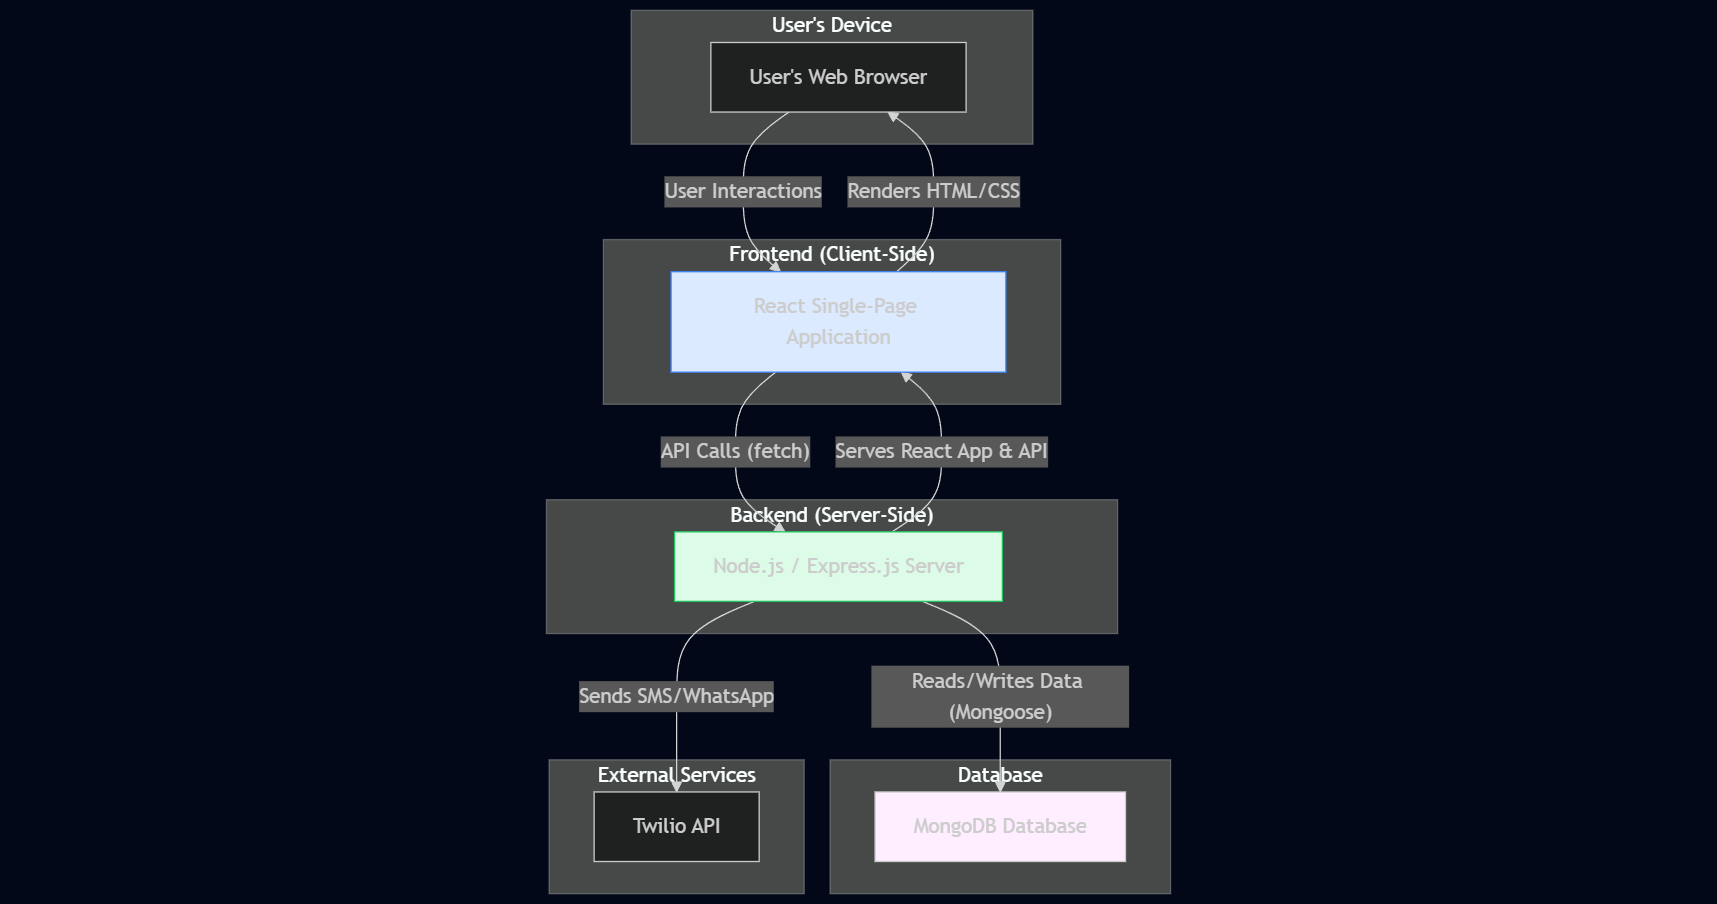 User's Device
User's Web Browser
User Interactions
Renders HTML/CSS
Frontend (Client-Side)
React Single-Page
Application
API Calls (fetch)
Serves React App & API
Backend (Server-Side)
Node.js / Express.js Server
Sends SMS/WhatsApp
Reads/Writes Data
(Mongoose)
External Services
Twilio API
Database
MongoDB Database